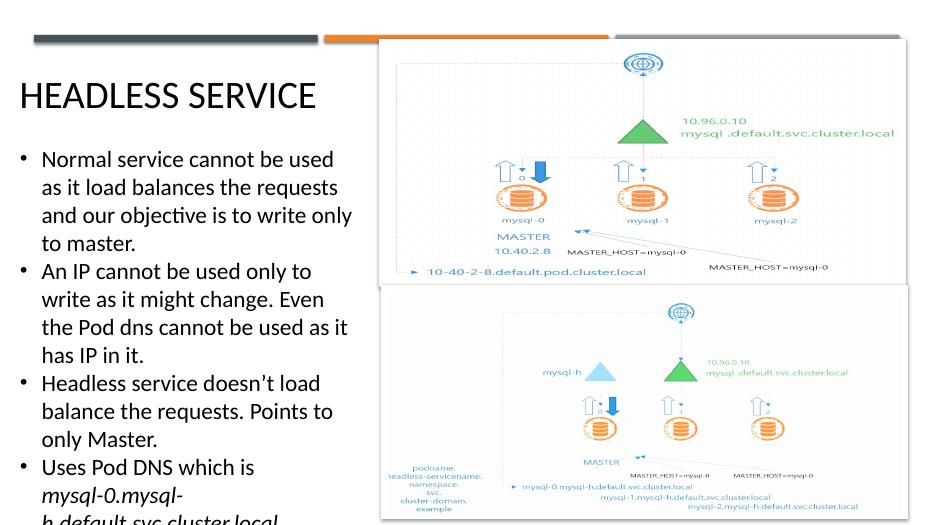 HEADLESS SERVICE
• Normal service cannot be used
as it load balances the requests
and our objective is to write only
to master.
• An IP cannot be used only to
write as it might change. Even
the Pod dns cannot be used as it
has IP in it.
• Headless service doesn’t load
balance the requests. Points to
only Master.
• Uses Pod DNS which is
mysql-0.mysql-
h.default.svc.cluster.local
10.96.0.10
mysql .default.svc.cluster.local
0 1 2
mysql-0 mysql-1 mysql-2
MASTER
10.40.2.8 MASTER_HOST=mysql-0
MASTER_HOST=mysql-0
10-40-2-8.default.pod.cluster.local
10.96.0.10
mysql-h mysql .default.svc.cluster.local
0 1 2
MASTER
podname.
headless-servicename.
namespace.
svc.
cluster-domain.
example
MASTER_HOST=mysql-0 MASTER_HOST=mysql-0
mysql-0.mysql-h.default.svc.cluster.local
mysql-1.mysql-h.default.svc.cluster.local
mysql-2.mysql-h.default.svc.cluster.local